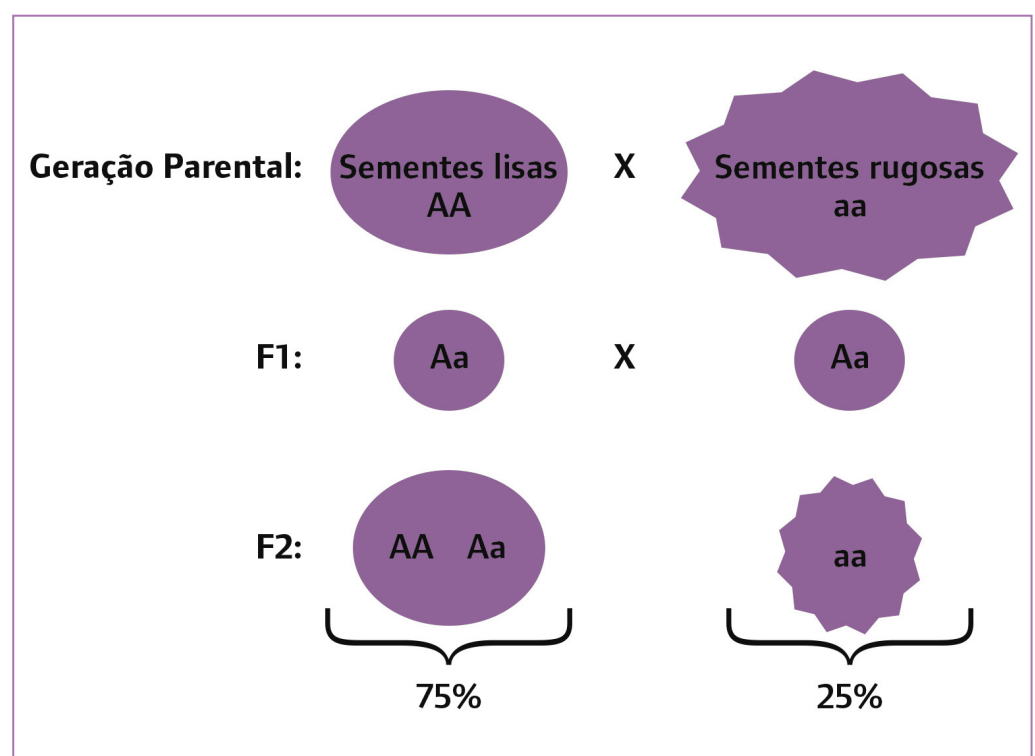 Geração Parental: Sementes lisas X Sementes rugosas
AA aa
F1: Aa X Aa
F2: AA Aa aa
75% 25%